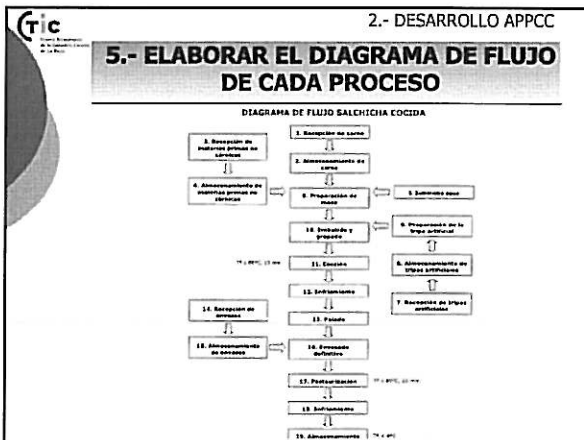 TiC
2.- DESARROLLO APPCC
5.- ELABORAR EL DIAGRAMA DE FLUJO
DE CADA PROCESO
DIAGRAMA DE FLUJO SALCHICHA COCIDA
1. Recepción de carne
3. Recepción de
materias primas no
cárnicas
2. Almacenamiento de
carne
4. Almacenamiento de
materias primas no
cárnicas
8. Preparación de
masa
5. Suministro agua
10. Embutido y
grapado
9. Preparación de la
tripa artificial
11. Cocción
6. Almacenamiento de
tripas artificiales
12. Enfriamiento
7. Recepción de tripas
artificiales
13. Pelado
14. Recepción de
envases
15. Almacenamiento
de envases
16. Envasado
definitivo
17. Pasteurización
18. Enfriamiento
19. Almacenamiento